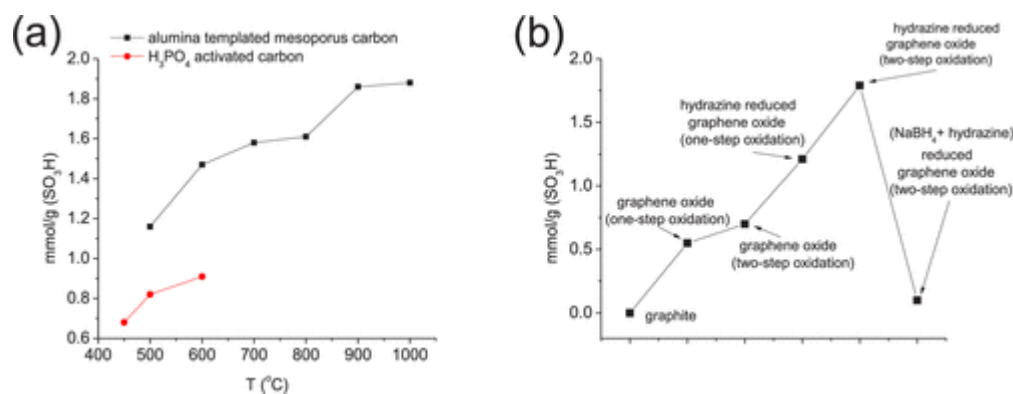 (a)
alumina templated mesoporus carbon
H₃PO₄ activated carbon
2.0
1.8
1.6
1.4
1.2
1.0
0.8
0.6
mmol/g (SO₃H)
400 500 600 700 800 900 1000
T (°C)
(b)
hydrazine reduced
graphene oxide
(two-step oxidation)
hydrazine reduced
graphene oxide
(one-step oxidation)
(NaBH₄+ hydrazine)
reduced
graphene oxide
(two-step oxidation)
graphene oxide
(one-step oxidation)
graphene oxide
(two-step oxidation)
graphite
2.0
1.5
1.0
0.5
0.0
mmol/g (SO₃H)